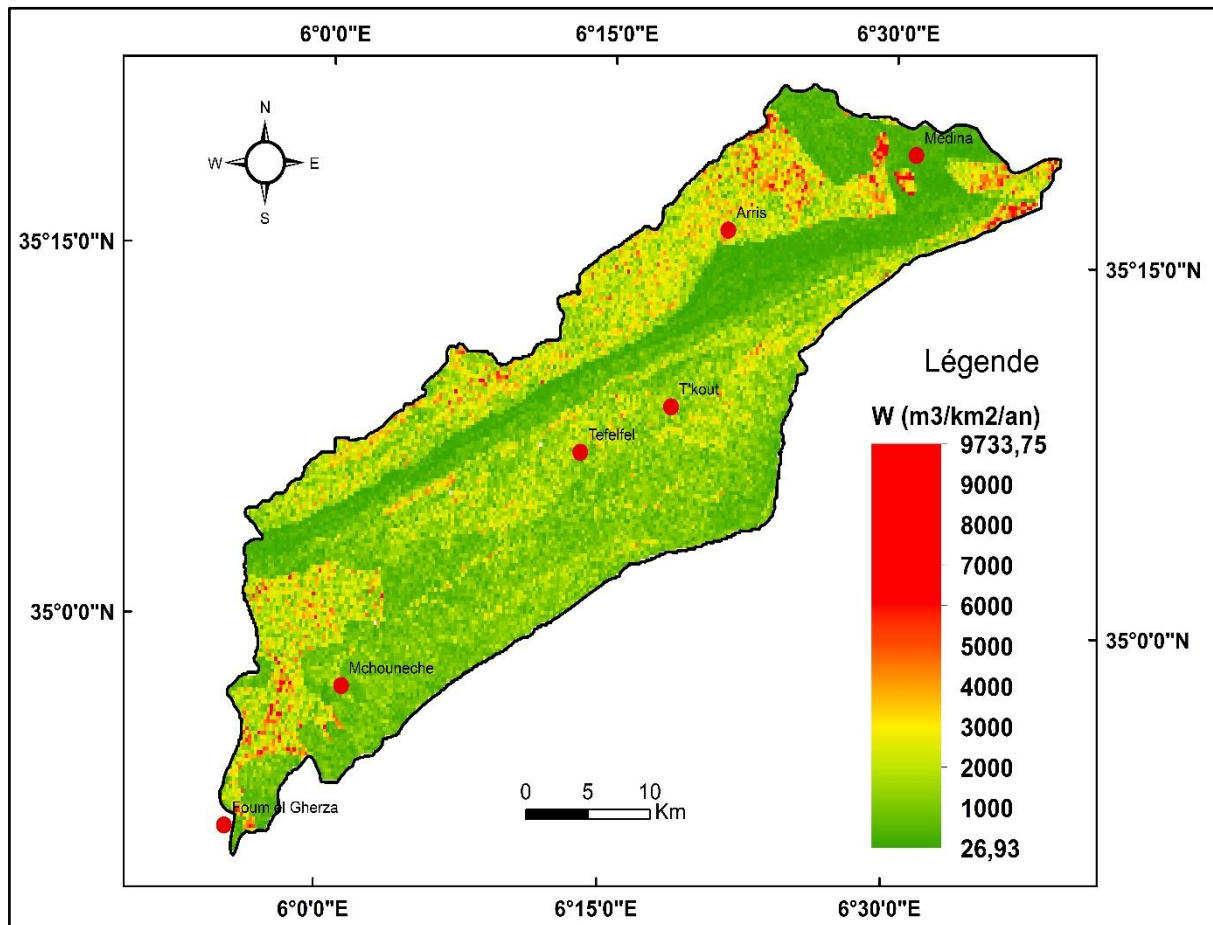 6°0'0"E 6°15'0"E 6°30'0"E
N
W E
S
Medina
Arris
35°15'0"N
35°15'0"N
Légende
W (m3/km2/an)
T'kout
Tefelfel
9733,75
9000
8000
7000
6000
5000
4000
3000
2000
1000
26,93
35°0'0"N
35°0'0"N
Mchouneche
0 5 10
Km
Foum el Gherza
6°0'0"E 6°15'0"E 6°30'0"E